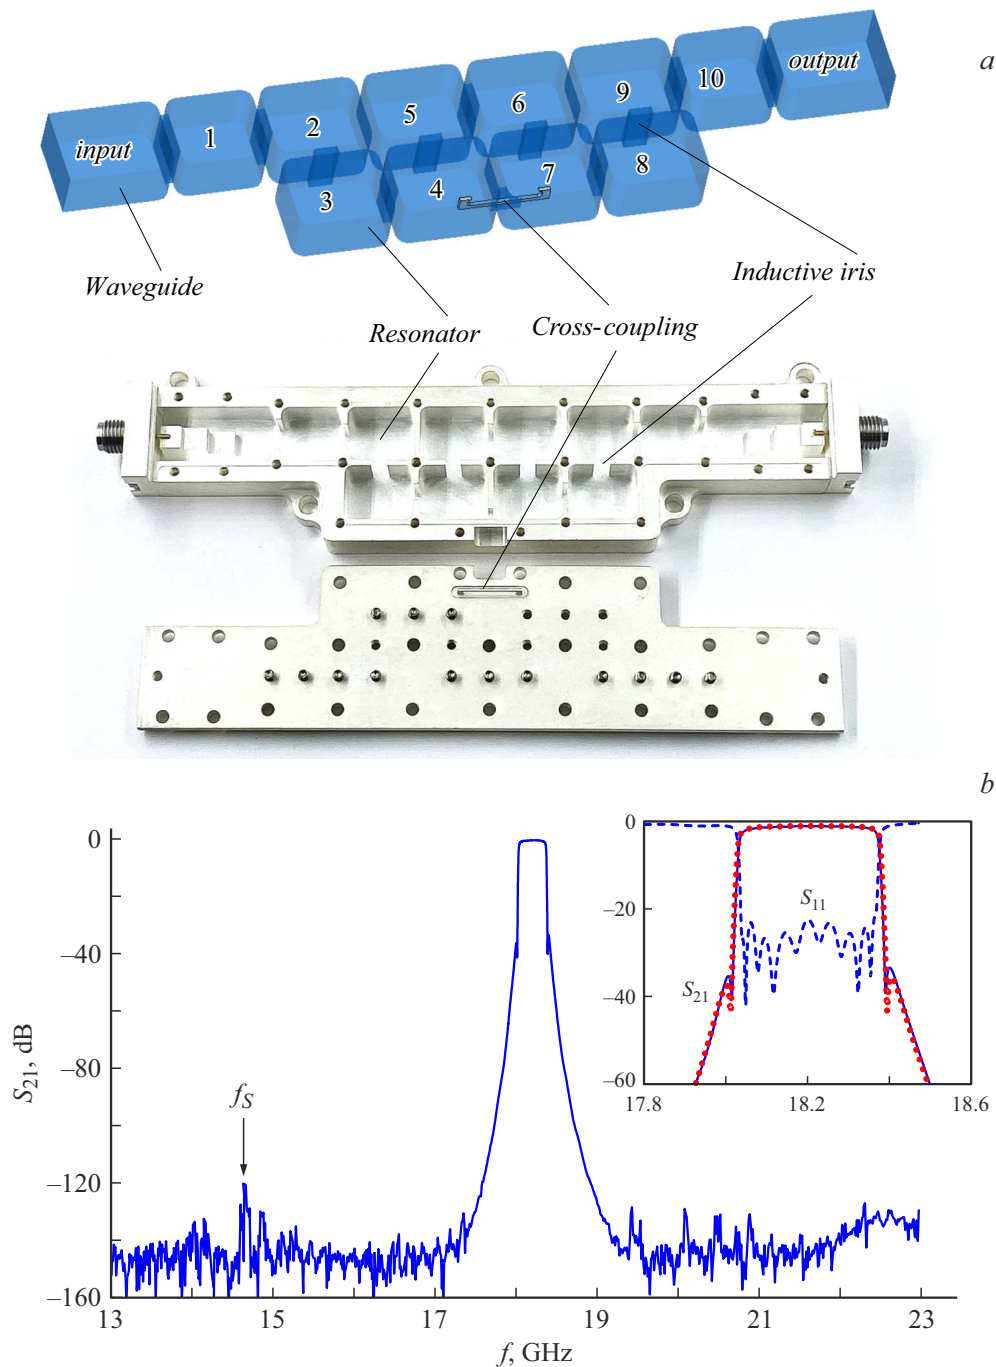 a
input
1
2
5
6
9
10
output
3
4
7
8
Waveguide
Resonator
Cross-coupling
Inductive iris
b
S21, dB
0
–40
–80
–120
–160
fS
13
15
17
19
21
23
f, GHz
0
–20
–40
–60
S11
S21
17.8
18.2
18.6